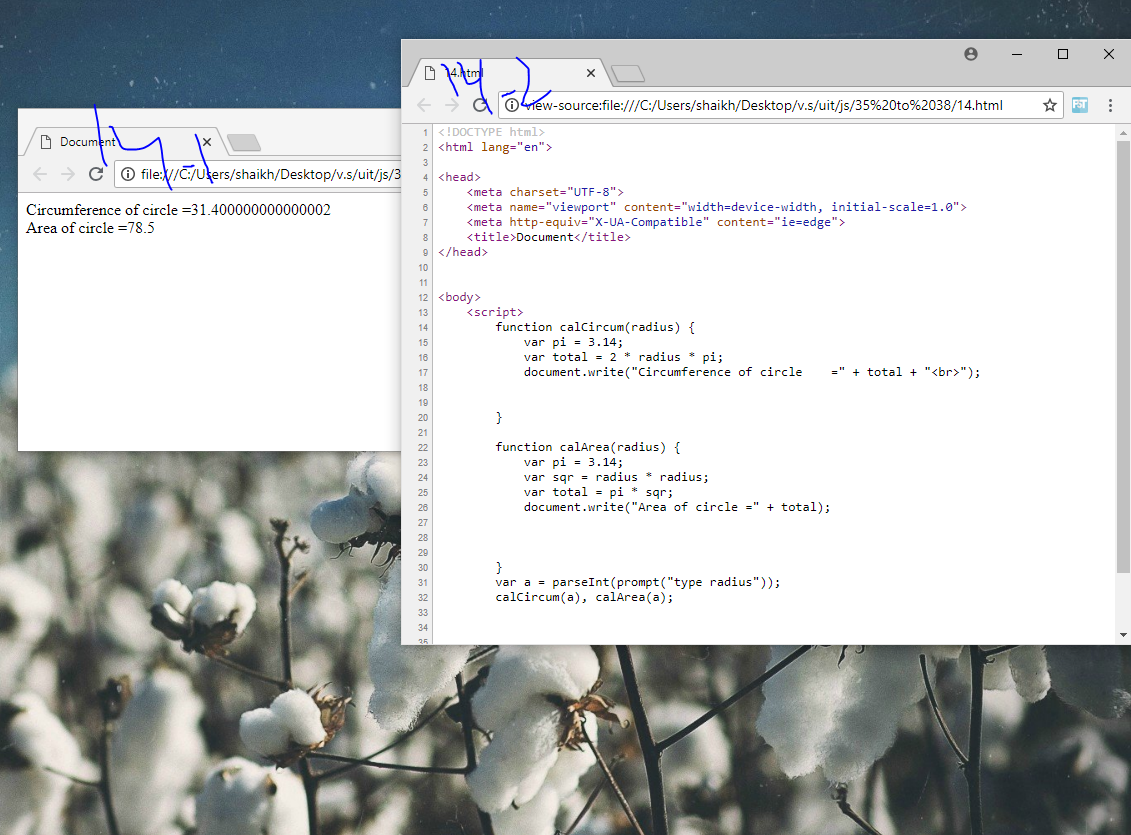 14-1
Document
file:///C:/Users/shaikh/Desktop/v.s/uit/js/3
Circumference of circle =31.400000000000002
Area of circle =78.5
14-2
14.html
view-source:file:///C:/Users/shaikh/Desktop/v.s/uit/js/35%20to%2038/14.html
1 <!DOCTYPE html>
2 <html lang="en">
3
4 <head>
5 <meta charset="UTF-8">
6 <meta name="viewport" content="width=device-width, initial-scale=1.0">
7 <meta http-equiv="X-UA-Compatible" content="ie=edge">
8 <title>Document</title>
9 </head>
10
11
12 <body>
13 <script>
14 function calCircum(radius) {
15 var pi = 3.14;
16 var total = 2 * radius * pi;
17 document.write("Circumference of circle    =" + total + "<br>");
18
19
20 }
21
22 function calArea(radius) {
23 var pi = 3.14;
24 var sqr = radius * radius;
25 var total = pi * sqr;
26 document.write("Area of circle =" + total);
27
28
29
30 }
31 var a = parseInt(prompt("type radius"));
32 calCircum(a), calArea(a);
33
34
35